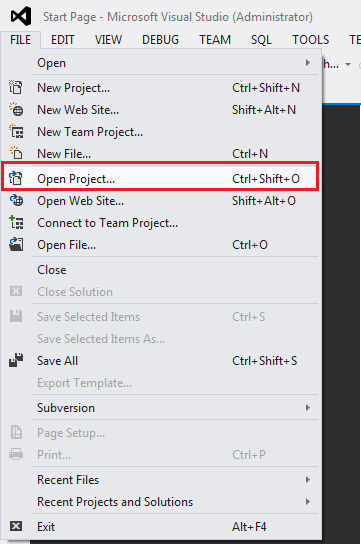 Start Page - Microsoft Visual Studio (Administrator)
FILE EDIT VIEW DEBUG TEAM SQL TOOLS
Open
New Project... Ctrl+Shift+N
New Web Site... Shift+Alt+N
New Team Project...
New File... Ctrl+N
Open Project... Ctrl+Shift+O
Open Web Site... Shift+Alt+O
Connect to Team Project...
Open File... Ctrl+O
Close
Close Solution
Save Selected Items Ctrl+S
Save Selected Items As...
Save All Ctrl+Shift+S
Export Template...
Subversion
Page Setup...
Print... Ctrl+P
Recent Files
Recent Projects and Solutions
Exit Alt+F4